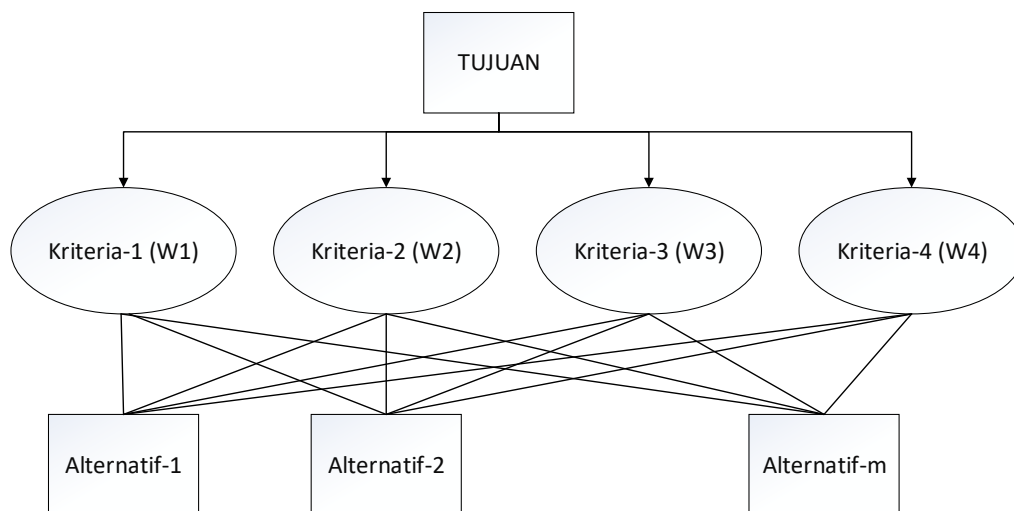 TUJUAN
Kriteria-1 (W1)
Kriteria-2 (W2)
Kriteria-3 (W3)
Kriteria-4 (W4)
Alternatif-1
Alternatif-2
Alternatif-m